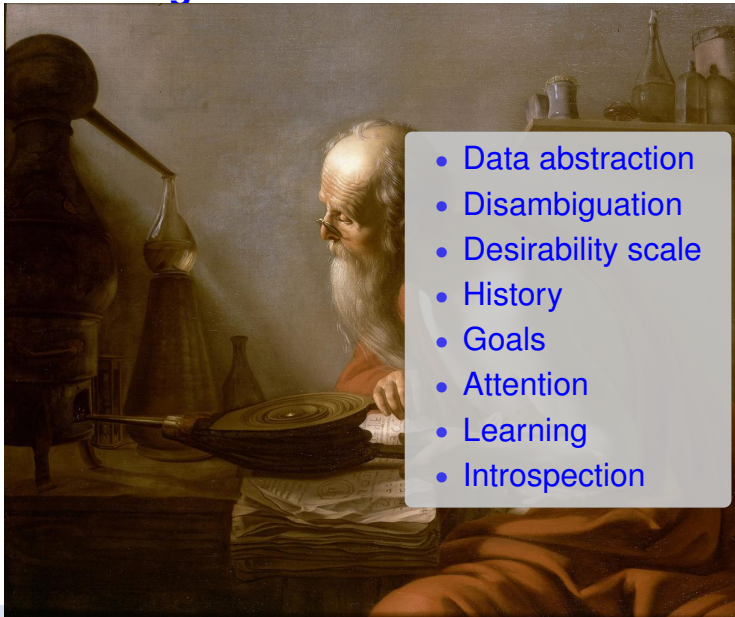 • Data abstraction
• Disambiguation
• Desirability scale
• History
• Goals
• Attention
• Learning
• Introspection